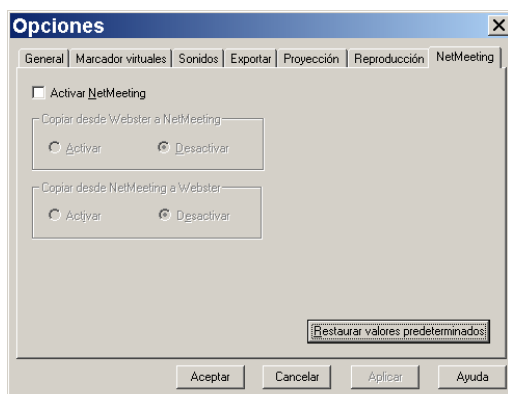 Opciones
General Marcador virtuales Sonidos Exportar Proyección Reproducción NetMeeting
Activar NetMeeting
Copiar desde Webster a NetMeeting
Activar Desactivar
Copiar desde NetMeeting a Webster
Activar Desactivar
Restaurar valores predeterminados
Aceptar Cancelar Aplicar Ayuda